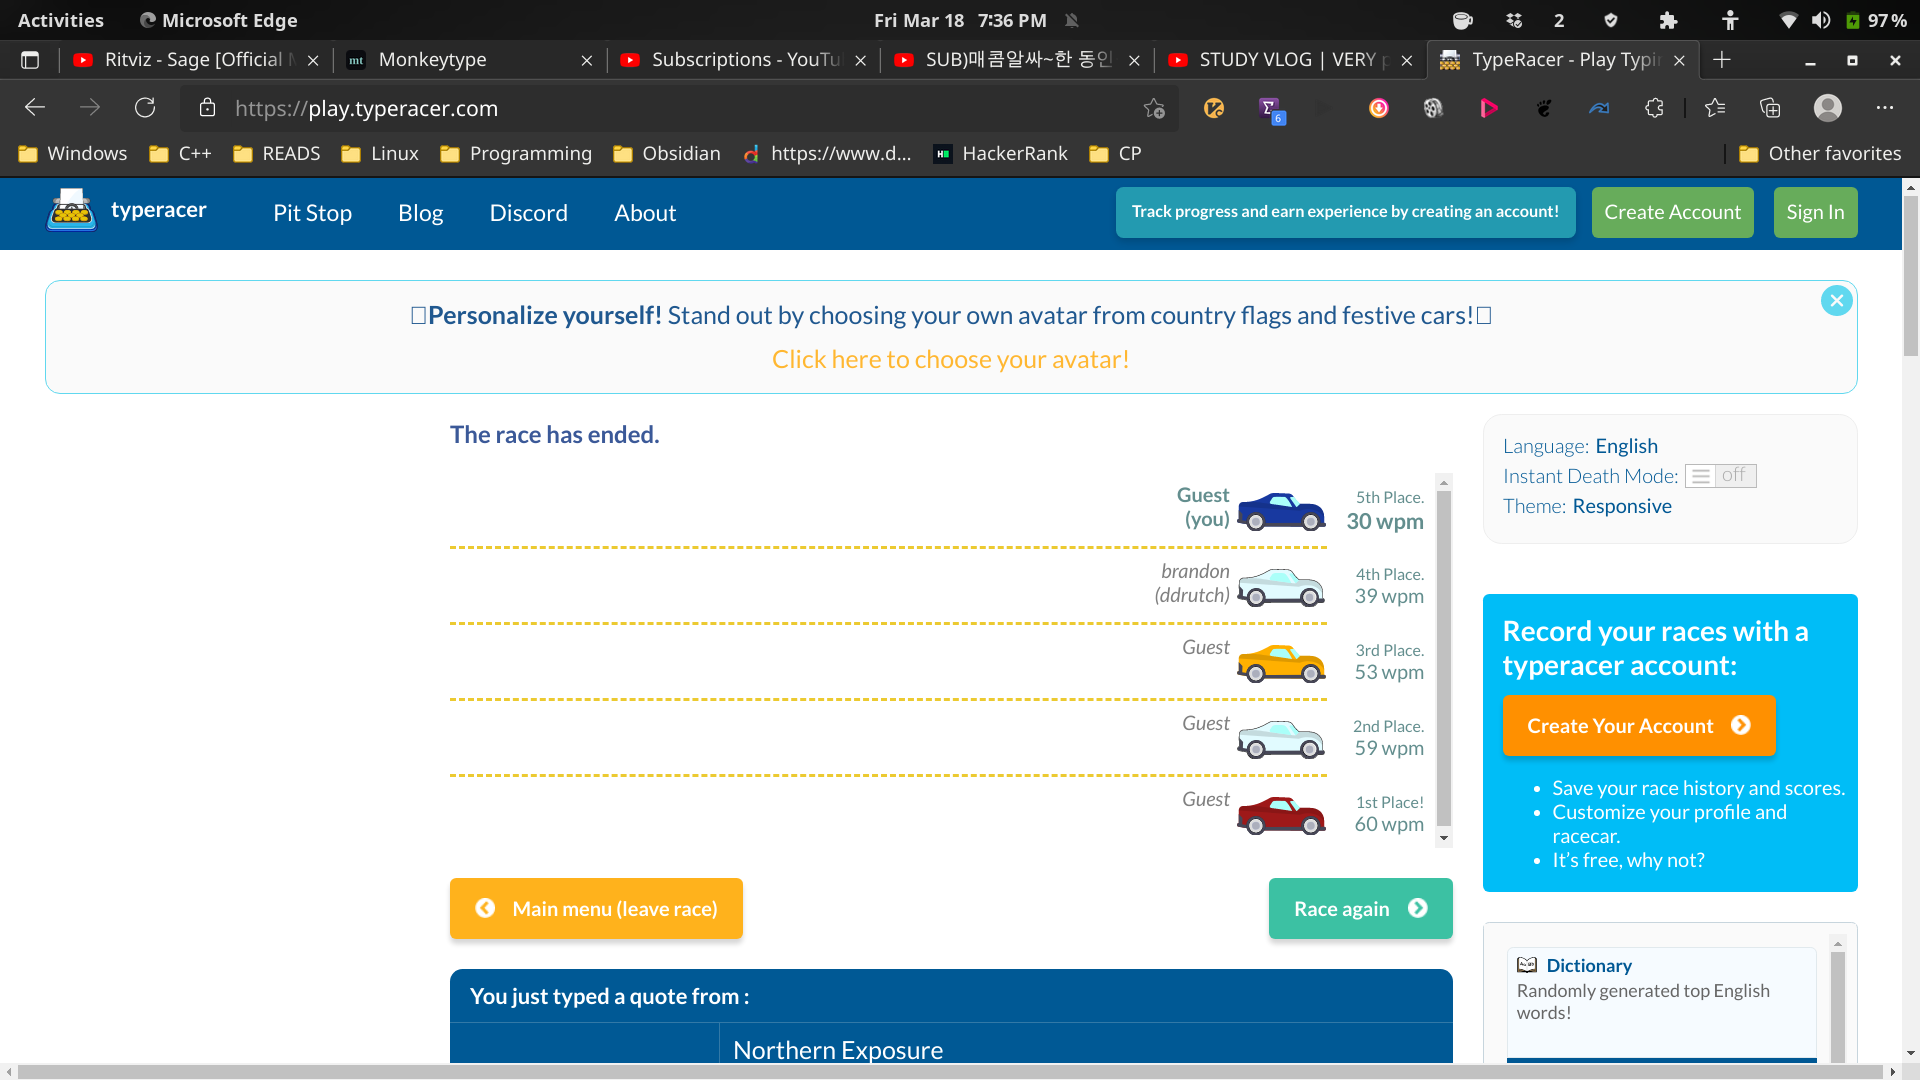 Activities
Microsoft Edge
Fri Mar 18 7:36 PM
2
97%
Ritviz - Sage [Official
mt
Monkeytype
Subscriptions - YouTu
SUB)매콤알싸~한 동인
STUDY VLOG | VERY p
TypeRacer - Play Typi
https://play.typeracer.com
6
Windows
C++
READS
Linux
Programming
Obsidian
https://www.d...
HackerRank
CP
Other favorites
typeracer
Pit Stop
Blog
Discord
About
Track progress and earn experience by creating an account!
Create Account
Sign In
Personalize yourself! Stand out by choosing your own avatar from country flags and festive cars!
Click here to choose your avatar!
The race has ended.
Guest
(you)
5th Place.
30 wpm
brandon
(ddrutch)
4th Place.
39 wpm
Guest
3rd Place.
53 wpm
Guest
2nd Place.
59 wpm
Guest
1st Place!
60 wpm
Main menu (leave race)
Race again
You just typed a quote from :
Northern Exposure
Language: English
Instant Death Mode: off
Theme: Responsive
Record your races with a
typeracer account:
Create Your Account
• Save your race history and scores.
• Customize your profile and
racecar.
• It's free, why not?
Dictionary
Randomly generated top English
words!